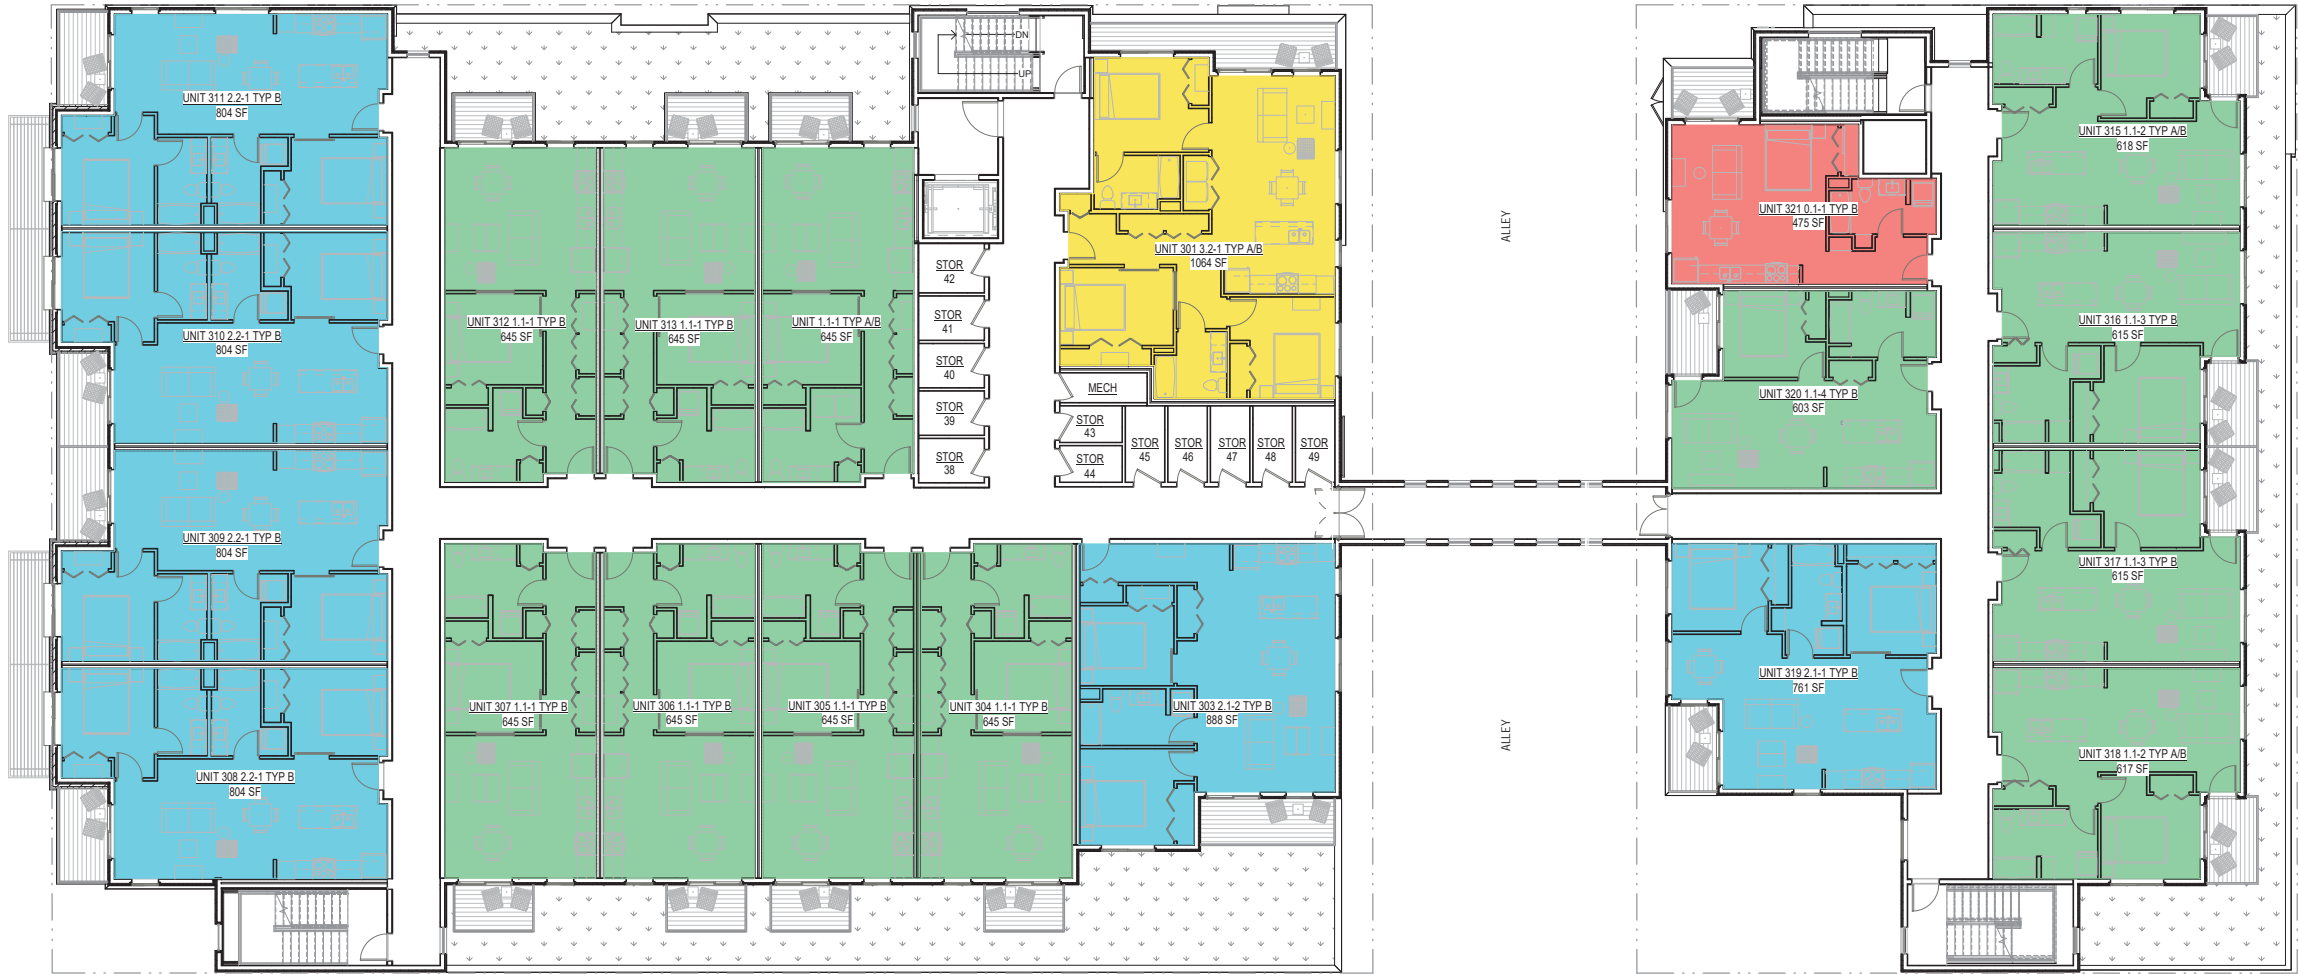 UNIT 311 2.2-1 TYP B
804 SF
UNIT 310 2.2-1 TYP B
804 SF
UNIT 309 2.2-1 TYP B
804 SF
UNIT 308 2.2-1 TYP B
804 SF
UNIT 312 1.1-1 TYP B
645 SF
UNIT 313 1.1-1 TYP B
645 SF
UNIT 1.1-1 TYP A/B
645 SF
UNIT 307 1.1-1 TYP B
645 SF
UNIT 306 1.1-1 TYP B
645 SF
UNIT 305 1.1-1 TYP B
645 SF
UNIT 304 1.1-1 TYP B
645 SF
DN
UP
STOR
42
STOR
41
STOR
40
STOR
39
STOR
38
UNIT 301 3.2-1 TYP A/B
1064 SF
MECH
STOR
43
STOR
44
STOR
45
STOR
46
STOR
47
STOR
48
STOR
49
UNIT 303 2.1-2 TYP B
888 SF
ALLEY
ALLEY
UNIT 321 0.1-1 TYP B
475 SF
UNIT 320 1.1-4 TYP B
603 SF
UNIT 319 2.1-1 TYP B
761 SF
UNIT 315 1.1-2 TYP A/B
618 SF
UNIT 316 1.1-3 TYP B
615 SF
UNIT 317 1.1-3 TYP B
615 SF
UNIT 318 1.1-2 TYP A/B
617 SF